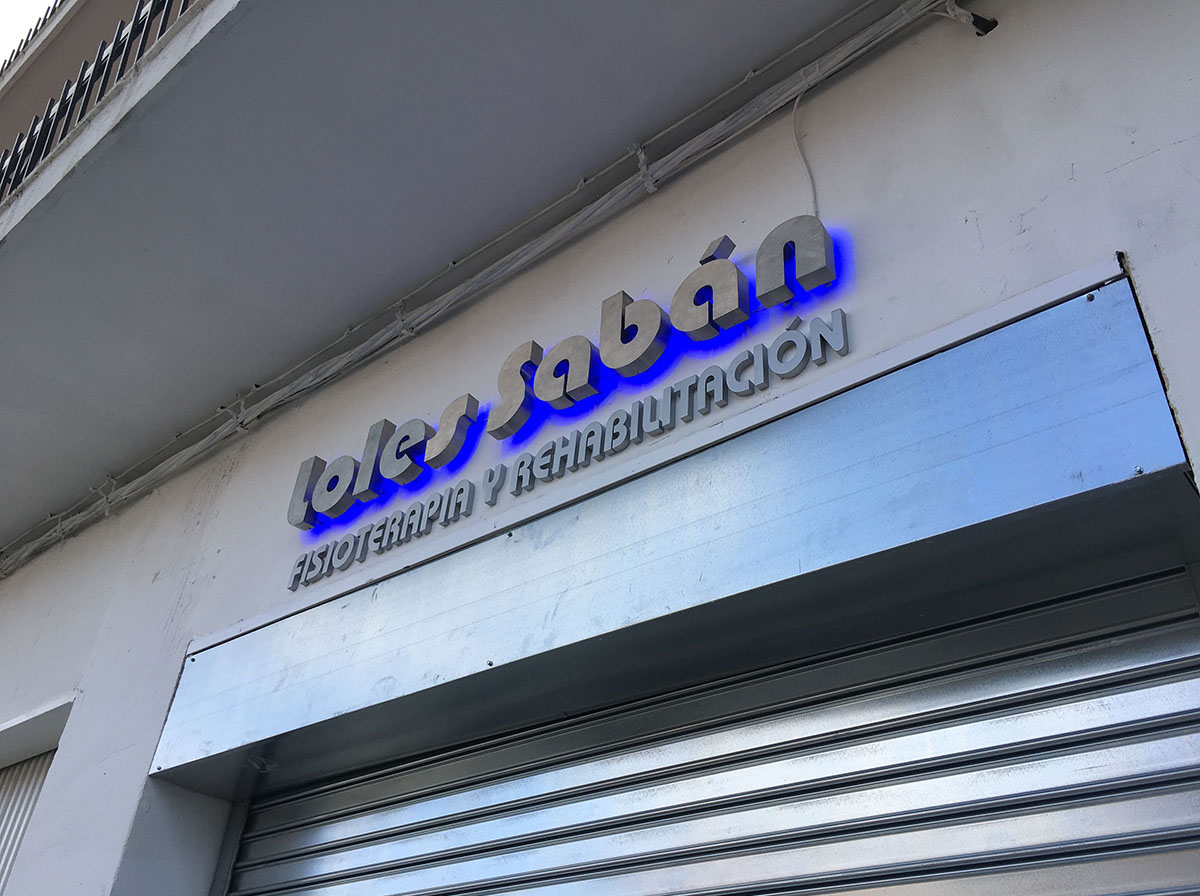 loles Sabán
FISIOTERAPIA Y REHABILITACIÓN